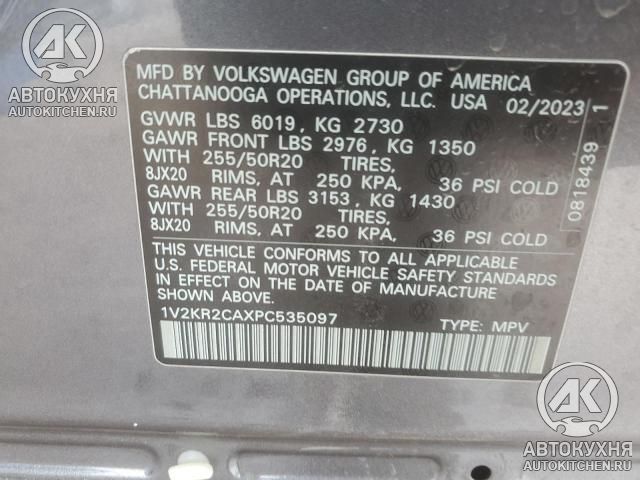 MFD BY VOLKSWAGEN GROUP OF AMERICA
CHATTANOOGA OPERATIONS, LLC. USA 02/2023
GVWR LBS 6019, KG 2730
GAWR FRONT LBS 2976, KG 1350
WITH 255/50R20 TIRES,
8JX20 RIMS, AT 250 KPA, 36 PSI COLD
GAWR REAR LBS 3153, KG 1430
WITH 255/50R20 TIRES,
8JX20 RIMS, AT 250 KPA, 36 PSI COLD
THIS VEHICLE CONFORMS TO ALL APPLICABLE
U.S. FEDERAL MOTOR VEHICLE SAFETY STANDARDS
IN EFFECT ON THE DATE OF MANUFACTURE
SHOWN ABOVE.
1V2KR2CAXPC535097 TYPE: MPV
0818439 1
АК
АВТОКУХНЯ
AUTOKITCHEN.RU
АК
АВТОКУХНЯ
AUTOKITCHEN.RU